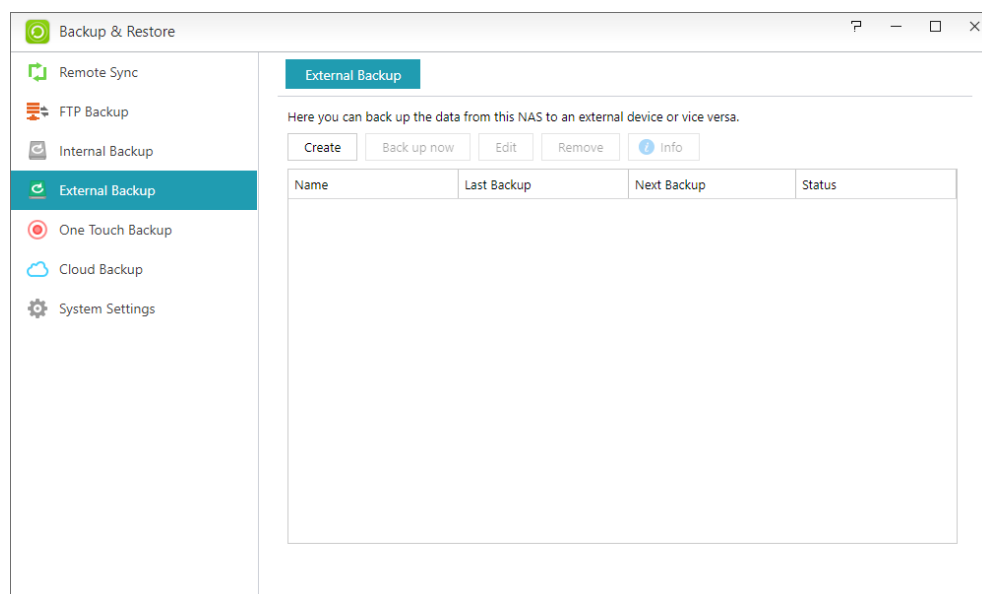 Backup & Restore
Remote Sync
FTP Backup
Internal Backup
External Backup
One Touch Backup
Cloud Backup
System Settings
External Backup
Here you can back up the data from this NAS to an external device or vice versa.
Create Back up now Edit Remove i Info
Name Last Backup Next Backup Status